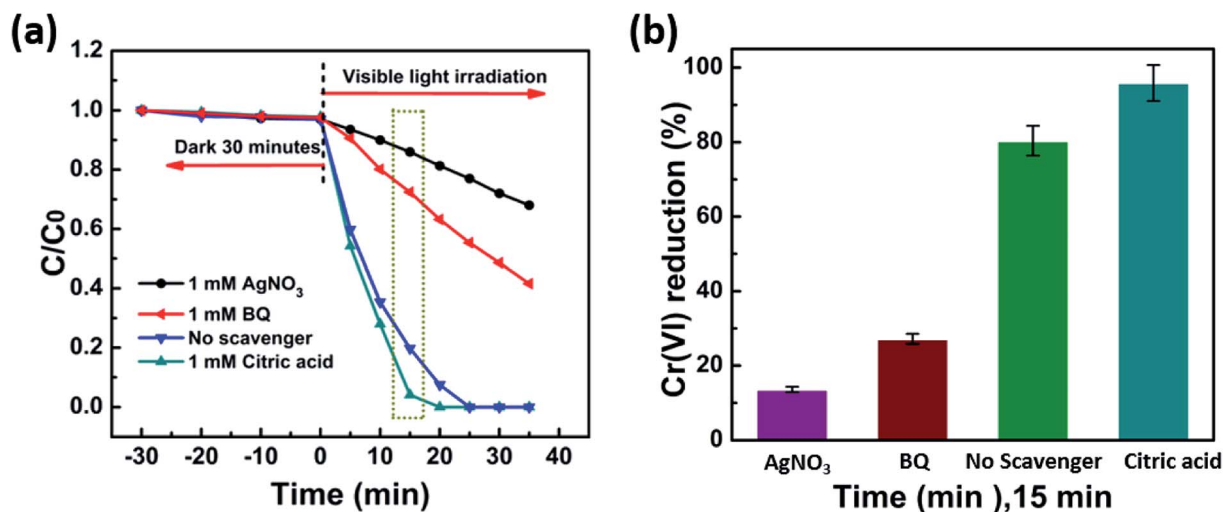 (a)
1.2
1.0
0.8
0.6
0.4
0.2
0.0
C/C0
Visible light irradiation
Dark 30 minutes
1 mM AgNO₃
1 mM BQ
No scavenger
1 mM Citric acid
-30 -20 -10 0 10 20 30 40
Time (min)
(b)
100
80
60
40
20
0
Cr(VI) reduction (%)
AgNO₃ BQ No Scavenger Citric acid
Time (min ),15 min